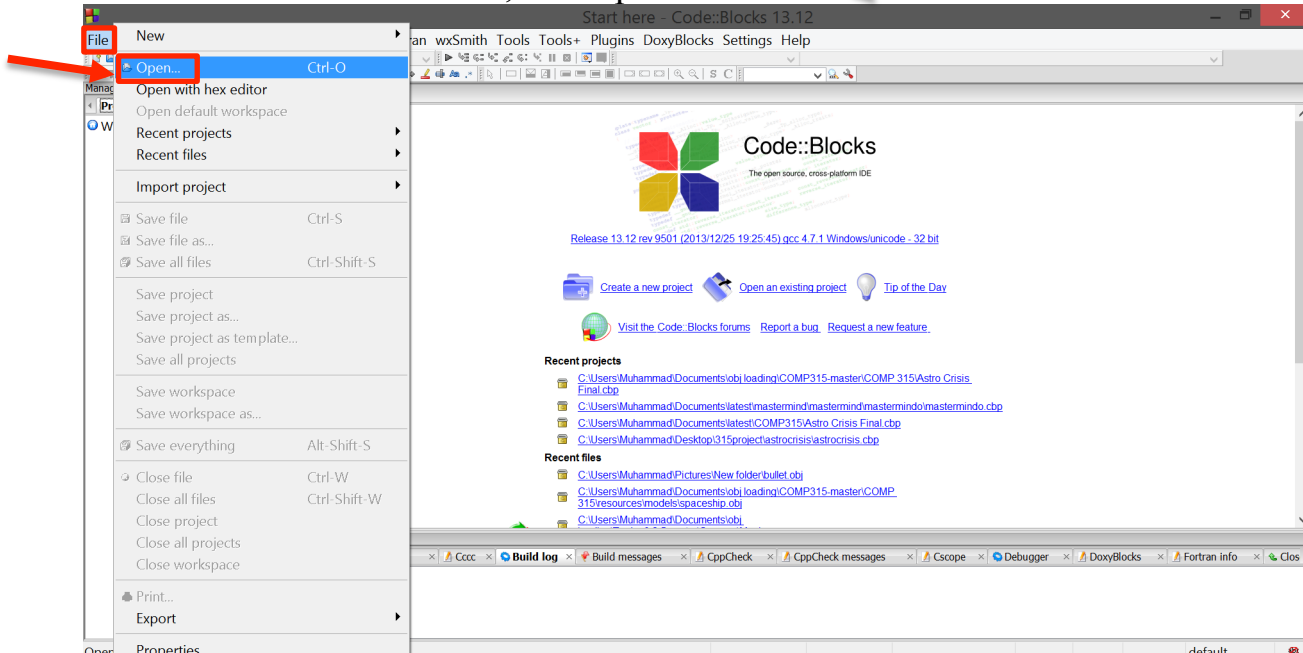 Start here - Code::Blocks 13.12
File
ran wxSmith Tools Tools+ Plugins DoxyBlocks Settings Help
New
Open... Ctrl-O
Open with hex editor
Open default workspace
Recent projects
Recent files
Import project
Save file Ctrl-S
Save file as...
Save all files Ctrl-Shift-S
Save project
Save project as...
Save project as template...
Save all projects
Save workspace
Save workspace as...
Save everything Alt-Shift-S
Close file Ctrl-W
Close all files Ctrl-Shift-W
Close project
Close all projects
Close workspace
Print...
Export
Properties
Manag
Pr
W
S C
Code::Blocks
The open source, cross-platform IDE
Release 13.12 rev 9501 (2013/12/25 19:25:45) gcc 4.7.1 Windows/unicode - 32 bit
Create a new project Open an existing project Tip of the Day
Visit the Code::Blocks forums Report a bug Request a new feature
Recent projects
C:\Users\Muhammad\Documents\obj loading\COMP315-master\COMP 315\Astro Crisis
Final.cbp
C:\Users\Muhammad\Documents\latest\mastermind\mastermind\mastermindo\mastermindo.cbp
C:\Users\Muhammad\Documents\latest\COMP315\Astro Crisis Final.cbp
C:\Users\Muhammad\Desktop\315project\astrocrisis\astrocrisis.cbp
Recent files
C:\Users\Muhammad\Pictures\New folder\bullet.obj
C:\Users\Muhammad\Documents\obj loading\COMP315-master\COMP
315\resources\models\spaceship.obj
C:\Users\Muhammad\Documents\obj
Cccc Build log Build messages CppCheck CppCheck messages Cscope Debugger DoxyBlocks Fortran info Clos
default